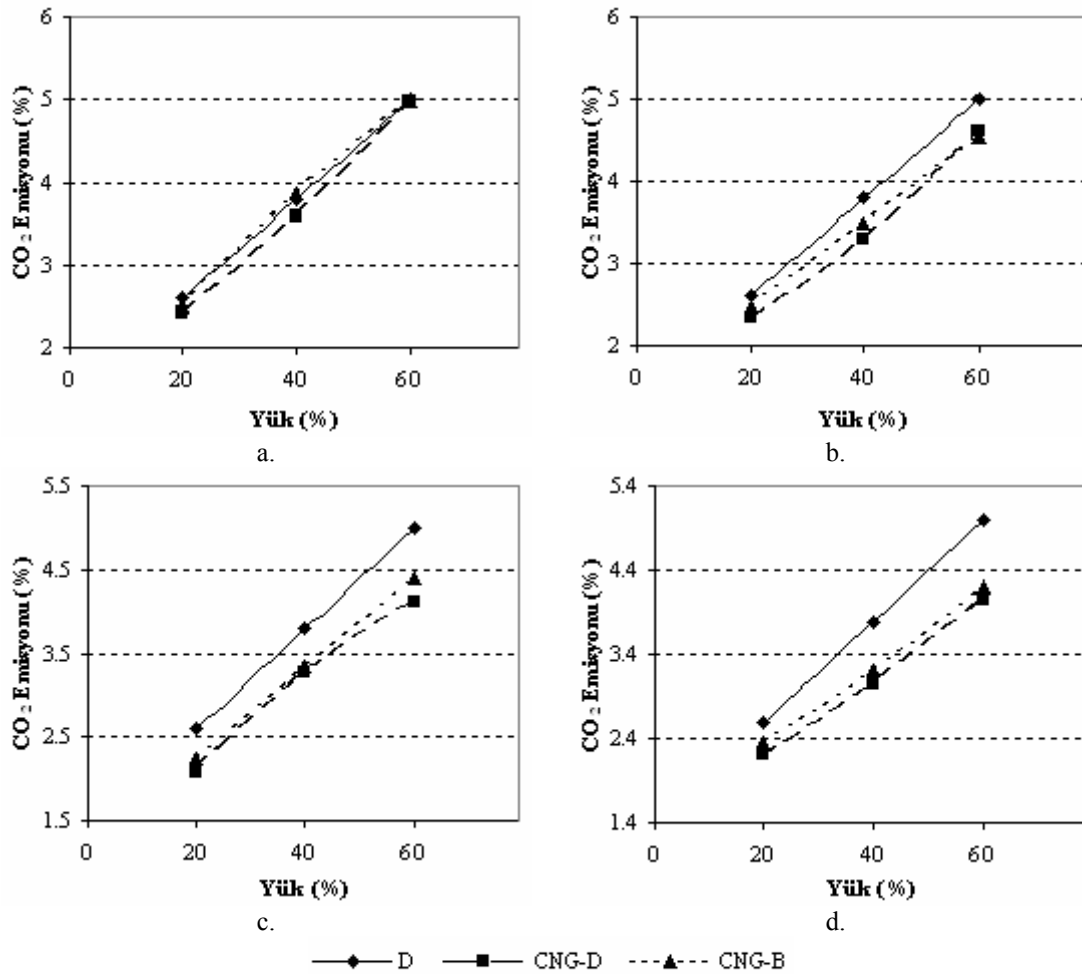 6
5
4
3
2
CO₂ Emisyonu (%)
0 20 40 60
Yük (%)
a.
6
5
4
3
2
CO₂ Emisyonu (%)
0 20 40 60
Yük (%)
b.
5.5
4.5
3.5
2.5
1.5
CO₂ Emisyonu (%)
0 20 40 60
Yük (%)
c.
5.4
4.4
3.4
2.4
1.4
CO₂ Emisyonu (%)
0 20 40 60
Yük (%)
d.
D CNG-D CNG-B